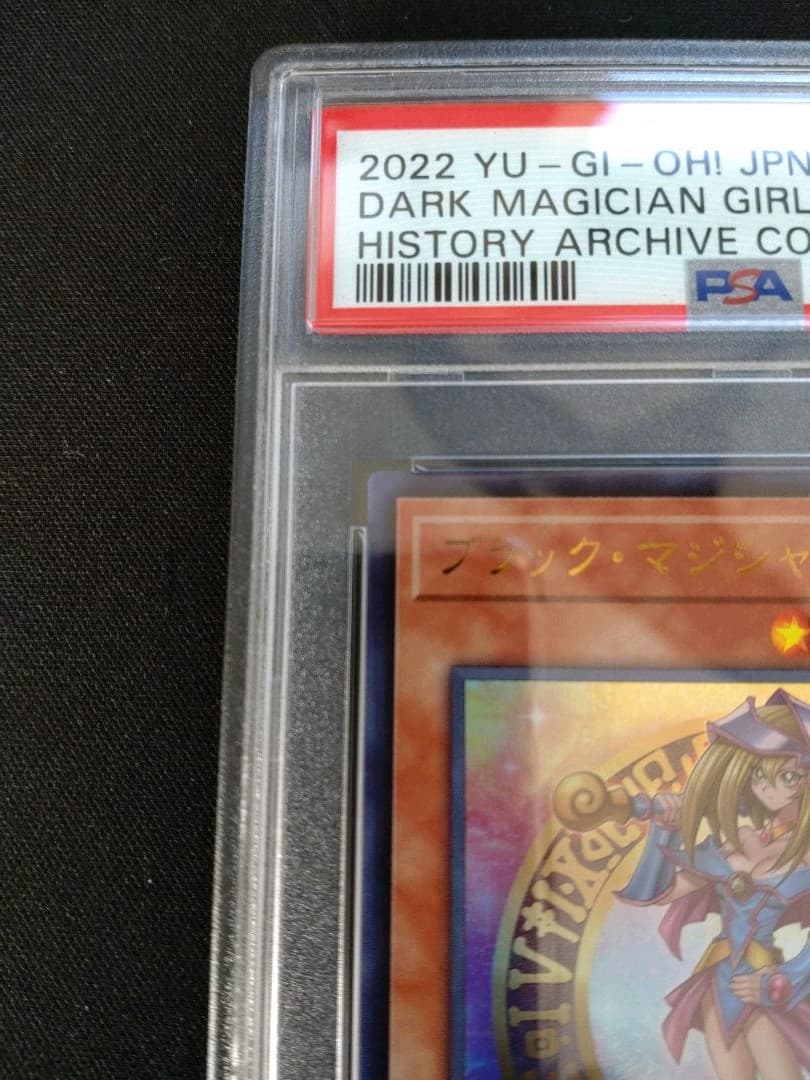 2022 YU-GI-OH! JPN
DARK MAGICIAN GIRL
HISTORY ARCHIVE CO
PSA
ブラック・マジシャ